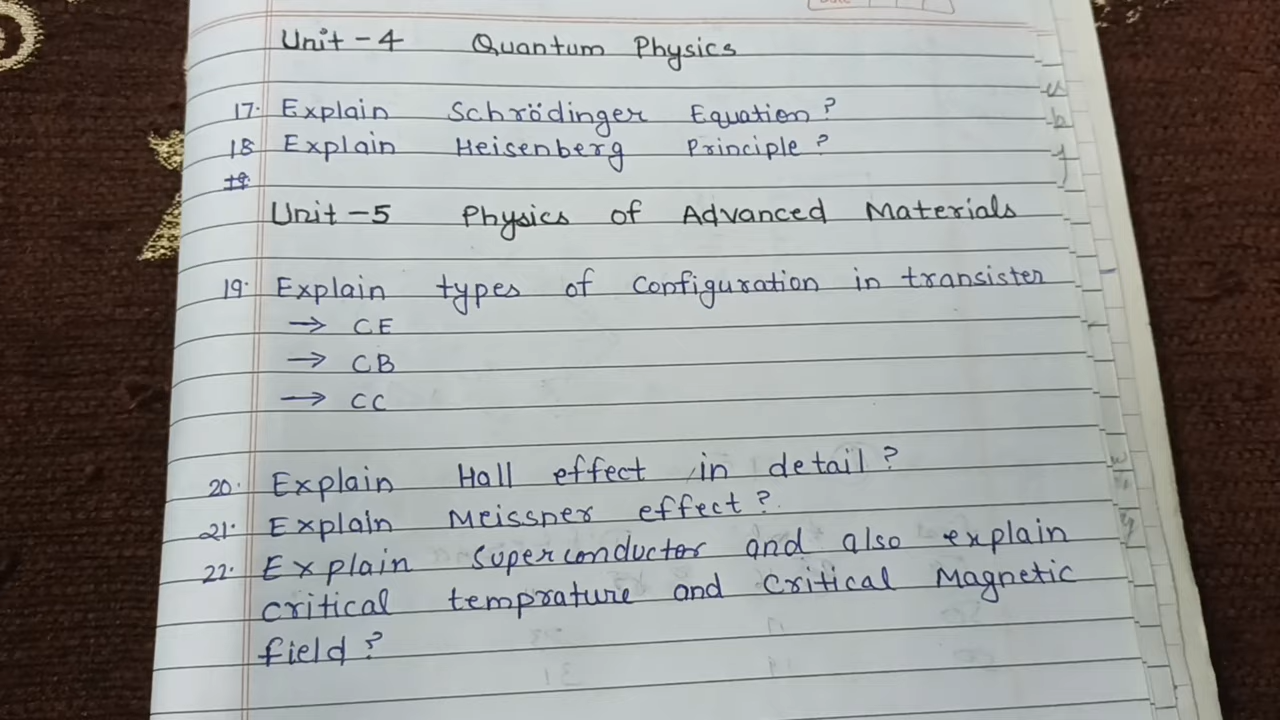 Unit-4 Quantum Physics
17. Explain Schrödinger Equation?
18 Explain Heisenberg Principle?
Unit-5 Physics of Advanced Materials
19. Explain types of Configuration in transister
→ CE
→ CB
→ CC
20. Explain Hall effect in detail?
21. Explain Meissner effect?
22. Explain Superconductor and also explain
critical temprature and Critical Magnetic
field?